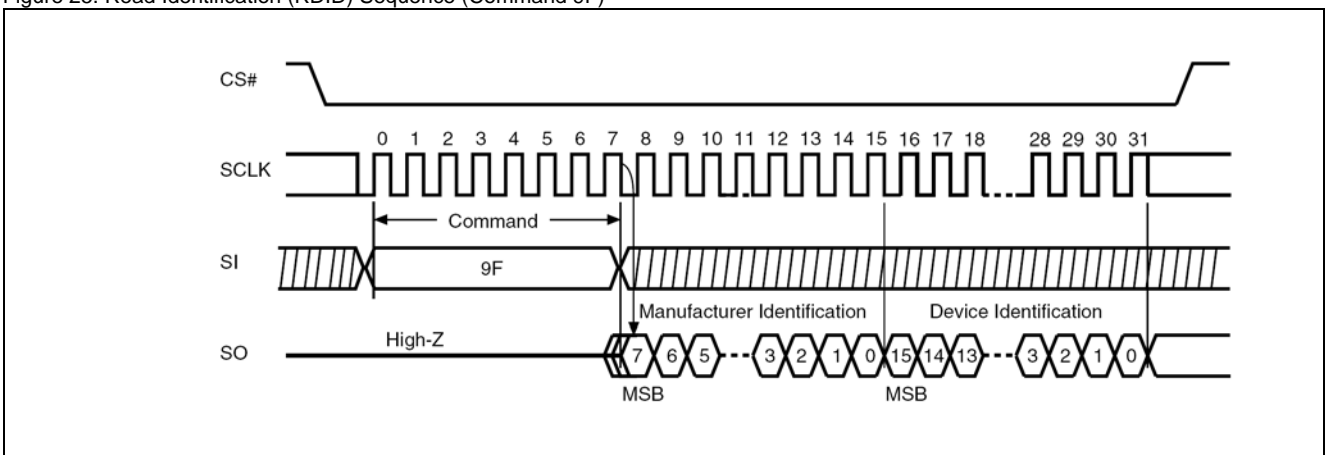 Read Identification (RDID) Sequence (Command 9F)
CS#
0 1 2 3 4 5 6 7 8 9 10 11 12 13 14 15 16 17 18 28 29 30 31
SCLK
Command
SI
9F
Manufacturer Identification Device Identification
High-Z
SO
7 6 5 3 2 1 0 15 14 13 3 2 1 0
MSB MSB